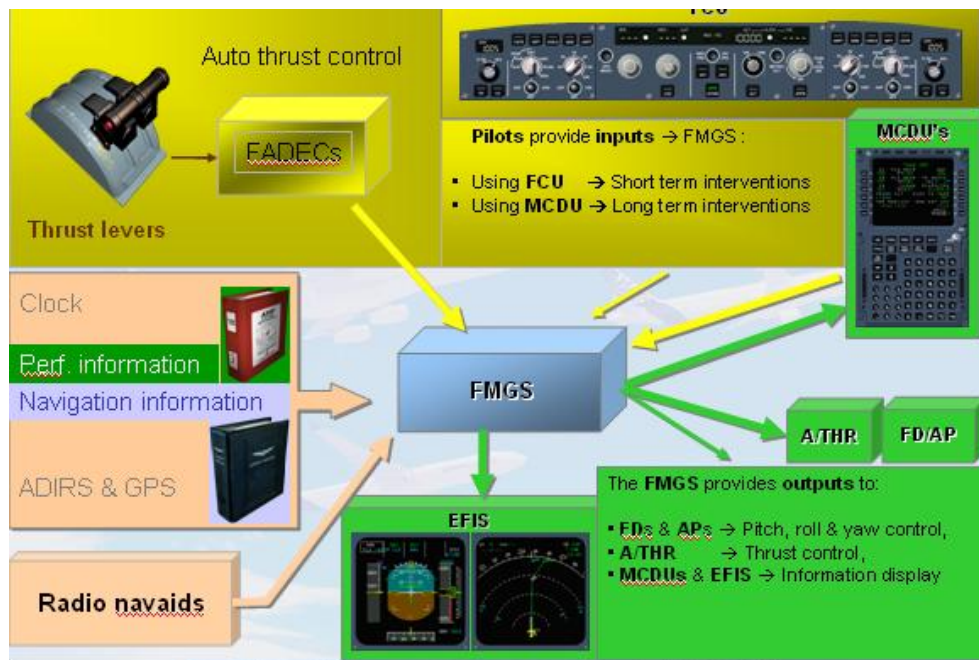 FCU
Auto thrust control
FADECs
Thrust levers
Pilots provide inputs → FMGS :
▪ Using FCU → Short term interventions
▪ Using MCDU → Long term interventions
MCDU's
Clock
Perf. information
Navigation information
ADIRS & GPS
FMGS
A/THR
FD/AP
The FMGS provides outputs to:
▪ FDs & APs → Pitch, roll & yaw control,
▪ A/THR → Thrust control,
▪ MCDUs & EFIS → Information display
EFIS
Radio navaids